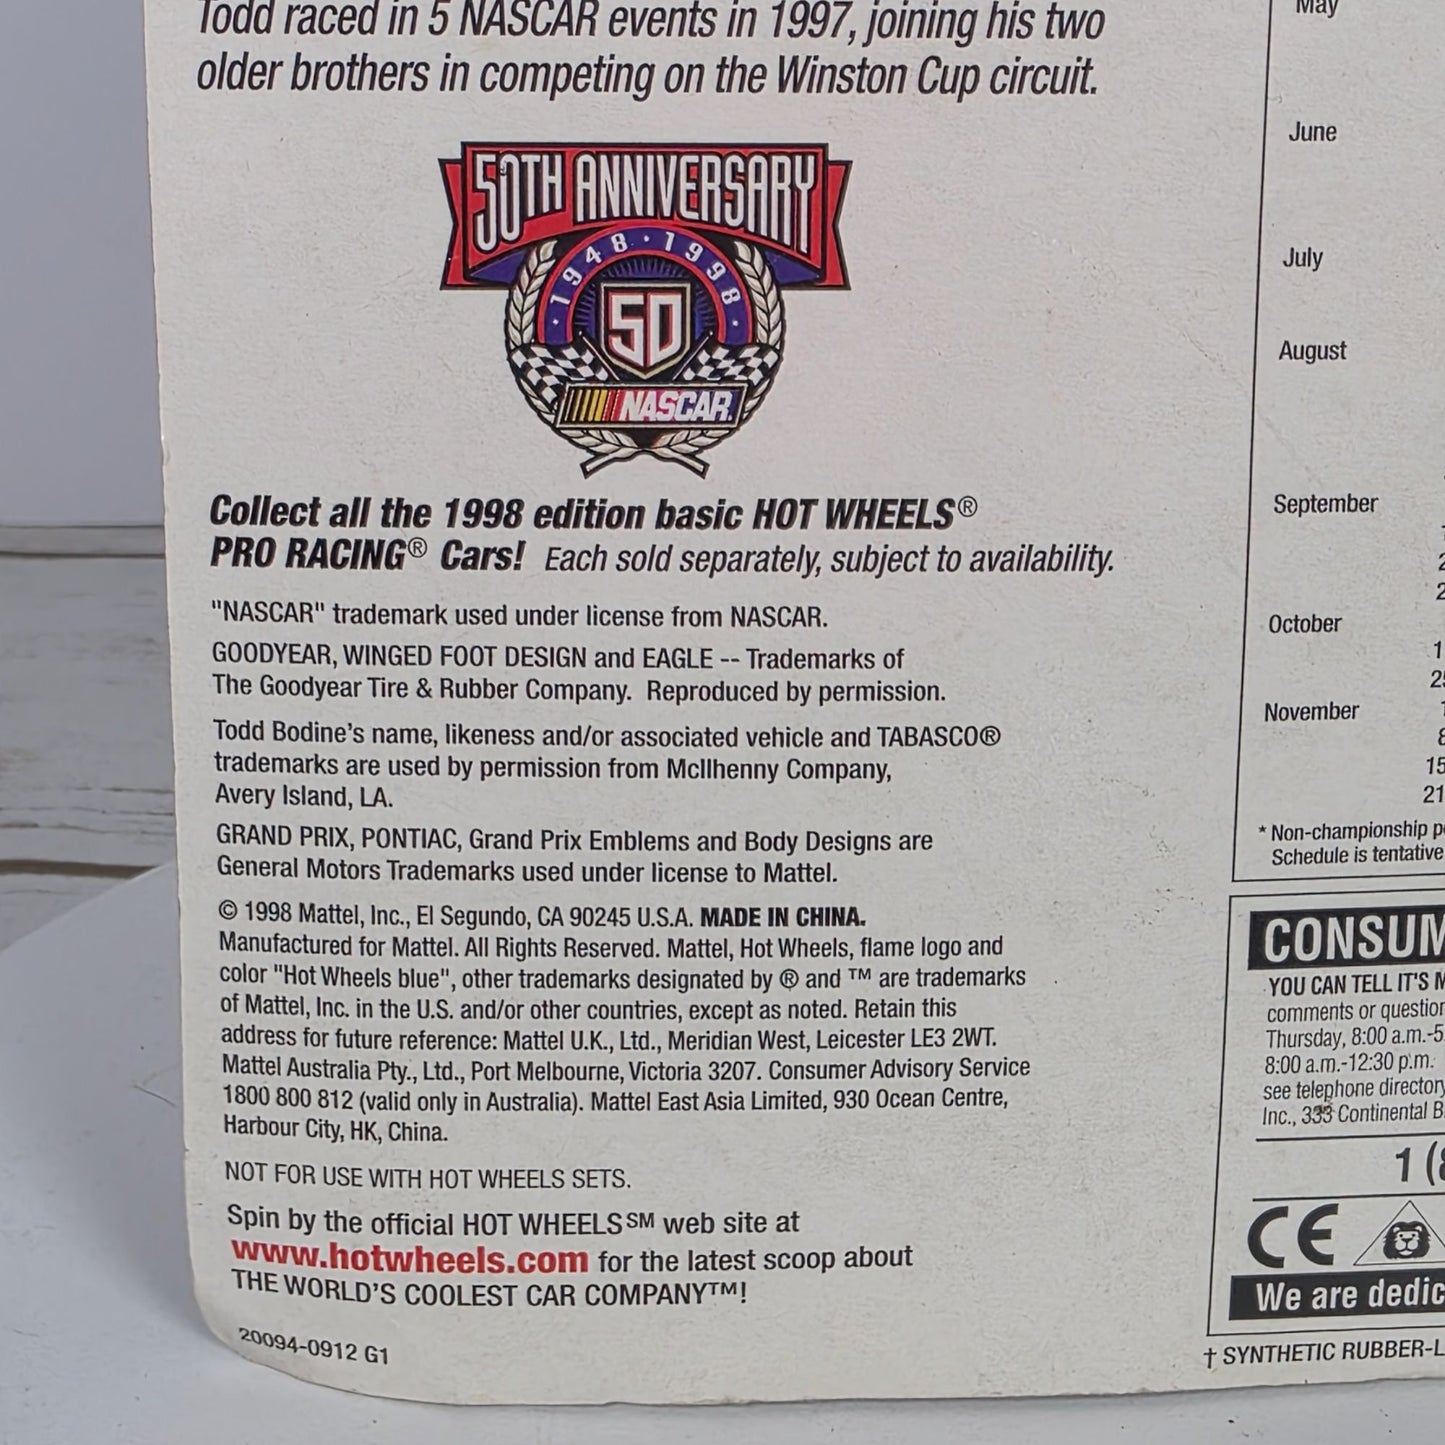 Todd raced in 5 NASCAR events in 1997, joining his two
older brothers in competing on the Winston Cup circuit.
50TH ANNIVERSARY
· 1948 · 1998 ·
50
NASCAR.
Collect all the 1998 edition basic HOT WHEELS®
PRO RACING® Cars! Each sold separately, subject to availability.
"NASCAR" trademark used under license from NASCAR.
GOODYEAR, WINGED FOOT DESIGN and EAGLE -- Trademarks of
The Goodyear Tire & Rubber Company. Reproduced by permission.
Todd Bodine's name, likeness and/or associated vehicle and TABASCO®
trademarks are used by permission from McIlhenny Company,
Avery Island, LA.
GRAND PRIX, PONTIAC, Grand Prix Emblems and Body Designs are
General Motors Trademarks used under license to Mattel.
© 1998 Mattel, Inc., El Segundo, CA 90245 U.S.A. MADE IN CHINA.
Manufactured for Mattel. All Rights Reserved. Mattel, Hot Wheels, flame logo and
color "Hot Wheels blue", other trademarks designated by ® and ™ are trademarks
of Mattel, Inc. in the U.S. and/or other countries, except as noted. Retain this
address for future reference: Mattel U.K., Ltd., Meridian West, Leicester LE3 2WT.
Mattel Australia Pty., Ltd., Port Melbourne, Victoria 3207. Consumer Advisory Service
1800 800 812 (valid only in Australia). Mattel East Asia Limited, 930 Ocean Centre,
Harbour City, HK, China.
NOT FOR USE WITH HOT WHEELS SETS.
Spin by the official HOT WHEELS℠ web site at
www.hotwheels.com for the latest scoop about
THE WORLD'S COOLEST CAR COMPANY™!
20094-0912 G1
May
June
July
August
September
October
November
15
21
* Non-championship
Schedule is tentative
CONSUM
YOU CAN TELL IT'S M
comments or question
Thursday, 8:00 a.m.-5
8:00 a.m.-12:30 p.m.
see telephone directory
Inc., 333 Continental B
1 (8
CE
We are dedic
† SYNTHETIC RUBBER-L